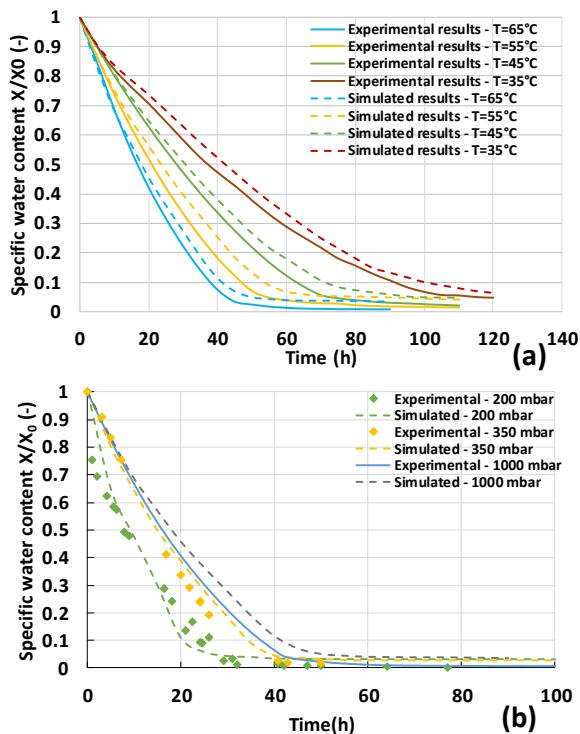 Specific water content X/X0 (-)
1
0.9
0.8
0.7
0.6
0.5
0.4
0.3
0.2
0.1
0
Experimental results - T=65°C
Experimental results - T=55°C
Experimental results - T=45°C
Experimental results - T=35°C
Simulated results - T=65°C
Simulated results - T=55°C
Simulated results - T=45°C
Simulated results - T=35°C
0 20 40 60 80 100 120 140
Time (h)
(a)
Specific water content X/X₀ (-)
1
0.9
0.8
0.7
0.6
0.5
0.4
0.3
0.2
0.1
0
Experimental - 200 mbar
Simulated - 200 mbar
Experimental - 350 mbar
Simulated - 350 mbar
Experimental - 1000 mbar
Simulated - 1000 mbar
0 20 40 60 80 100
Time(h)
(b)